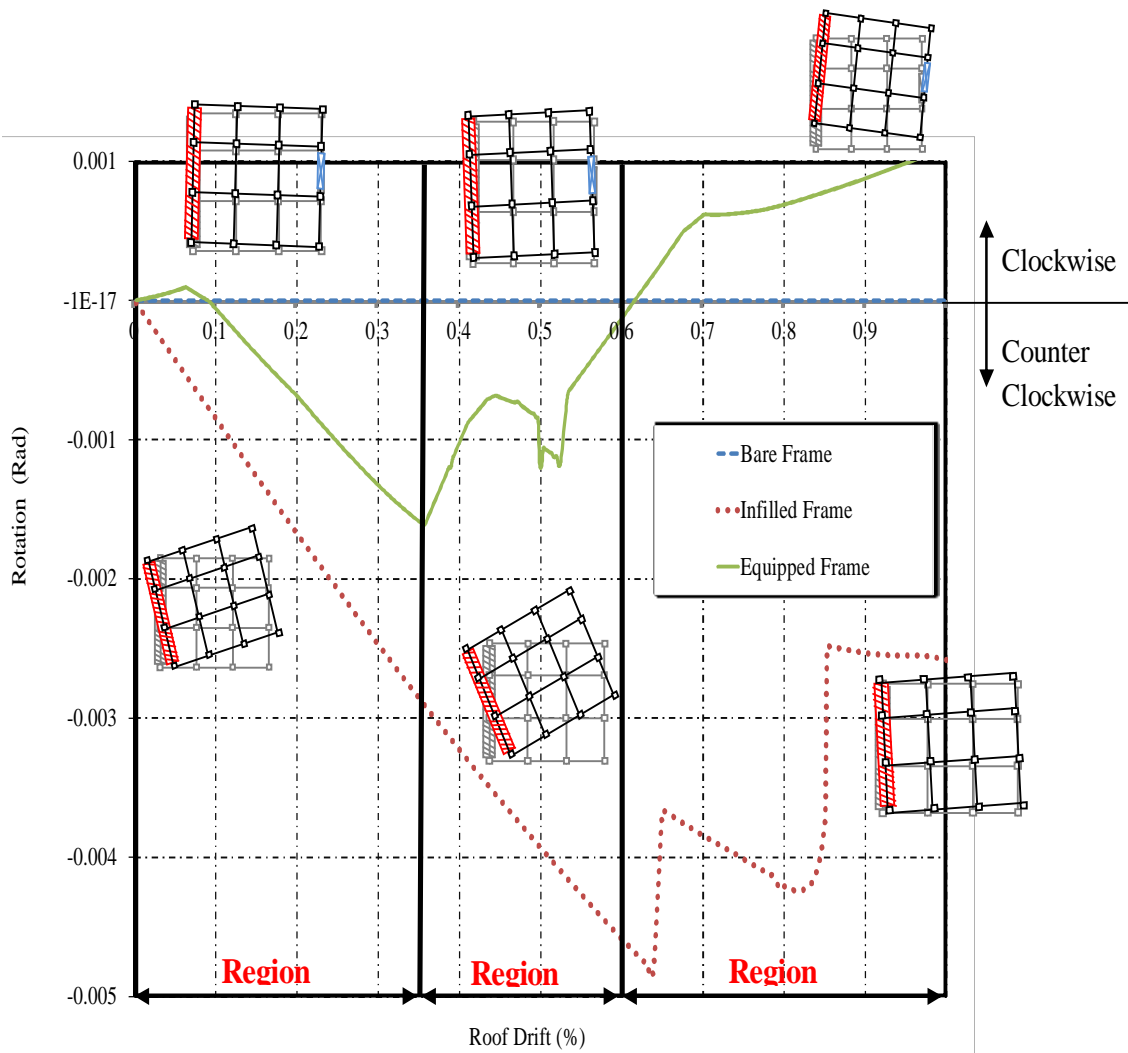 0.001
-1E-17
-0.001
-0.002
-0.003
-0.004
-0.005
0 0.1 0.2 0.3 0.4 0.5 0.6 0.7 0.8 0.9
Rotation (Rad)
Clockwise
Counter
Clockwise
Bare Frame
Infilled Frame
Equipped Frame
Region Region Region
Roof Drift (%)